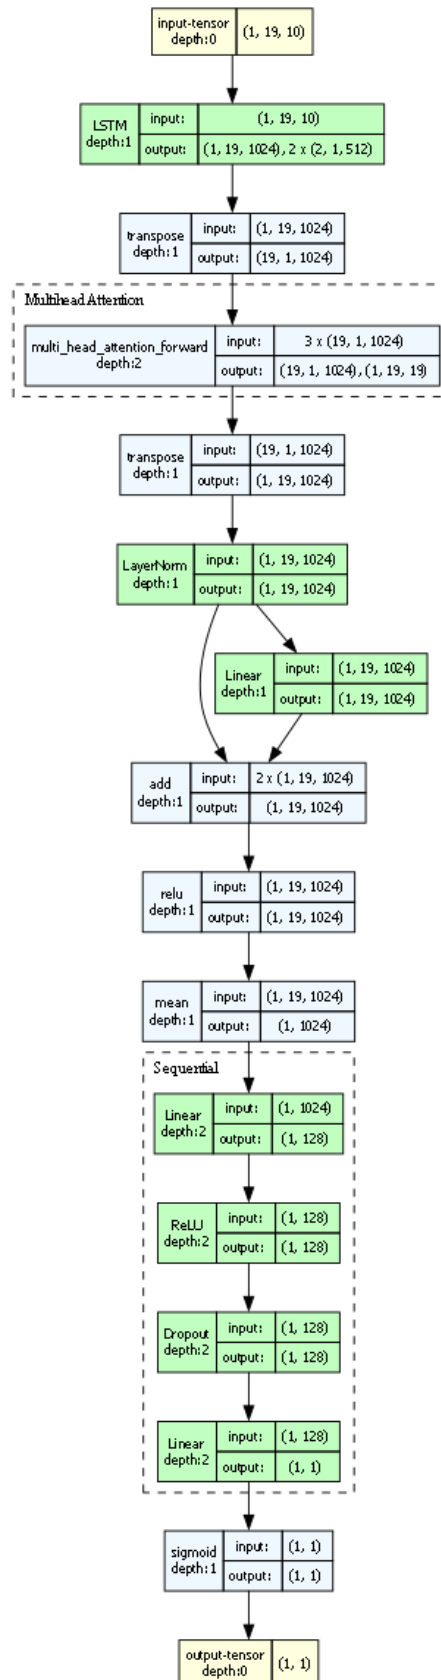 input-tensor
depth:0
(1, 19, 10)
LSTM
depth:1
input:
(1, 19, 10)
output:
(1, 19, 1024), 2 x (2, 1, 512)
transpose
depth:1
input:
(1, 19, 1024)
output:
(19, 1, 1024)
Multihead Attention
multi_head_attention_forward
depth:2
input:
3 x (19, 1, 1024)
output:
(19, 1, 1024), (1, 19, 19)
transpose
depth:1
input:
(19, 1, 1024)
output:
(1, 19, 1024)
LayerNorm
depth:1
input:
(1, 19, 1024)
output:
(1, 19, 1024)
Linear
depth:1
input:
(1, 19, 1024)
output:
(1, 19, 1024)
add
depth:1
input:
2 x (1, 19, 1024)
output:
(1, 19, 1024)
relu
depth:1
input:
(1, 19, 1024)
output:
(1, 19, 1024)
mean
depth:1
input:
(1, 19, 1024)
output:
(1, 1024)
Sequential
Linear
depth:2
input:
(1, 1024)
output:
(1, 128)
ReLU
depth:2
input:
(1, 128)
output:
(1, 128)
Dropout
depth:2
input:
(1, 128)
output:
(1, 128)
Linear
depth:2
input:
(1, 128)
output:
(1, 1)
sigmoid
depth:1
input:
(1, 1)
output:
(1, 1)
output-tensor
depth:0
(1, 1)